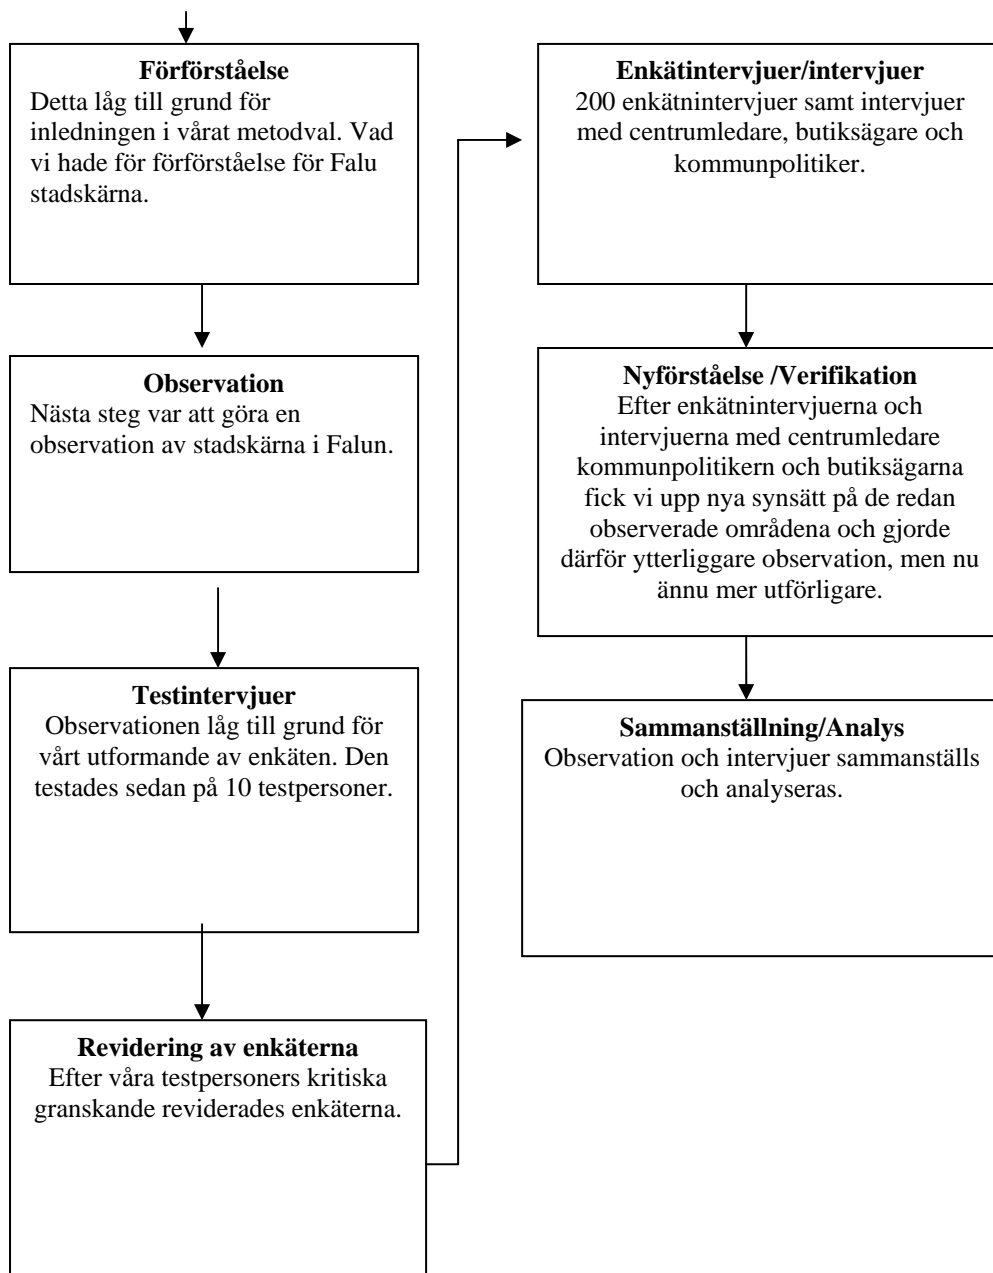 Förförståelse
Detta låg till grund för
inledningen i vårat metodval. Vad
vi hade för förförståelse för Falu
stadskärna.
Observation
Nästa steg var att göra en
observation av stadskärna i Falun.
Testintervjuer
Observationen låg till grund för
vårt utformande av enkäten. Den
testades sedan på 10 testpersoner.
Revidering av enkäterna
Efter våra testpersoners kritiska
granskande reviderades enkäterna.
Enkätintervjuer/intervjuer
200 enkätnintervjuer samt intervjuer
med centrumledare, butiksägare och
kommunpolitiker.
Nyförståelse /Verifikation
Efter enkätnintervjuerna och
intervjuerna med centrumledare
kommunpolitikern och butiksägarna
fick vi upp nya synsätt på de redan
observerade områdena och gjorde
därför ytterliggare observation, men nu
ännu mer utförligare.
Sammanställning/Analys
Observation och intervjuer sammanställs
och analyseras.